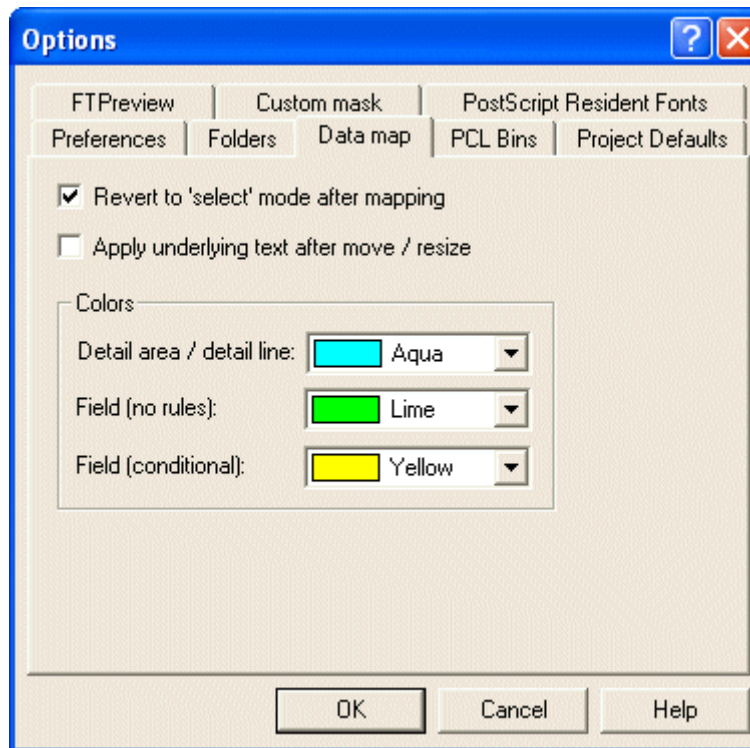 Options
FTPreview Custom mask PostScript Resident Fonts
Preferences Folders Data map PCL Bins Project Defaults
Revert to 'select' mode after mapping
Apply underlying text after move / resize
Colors
Detail area / detail line: Aqua
Field (no rules): Lime
Field (conditional): Yellow
OK Cancel Help